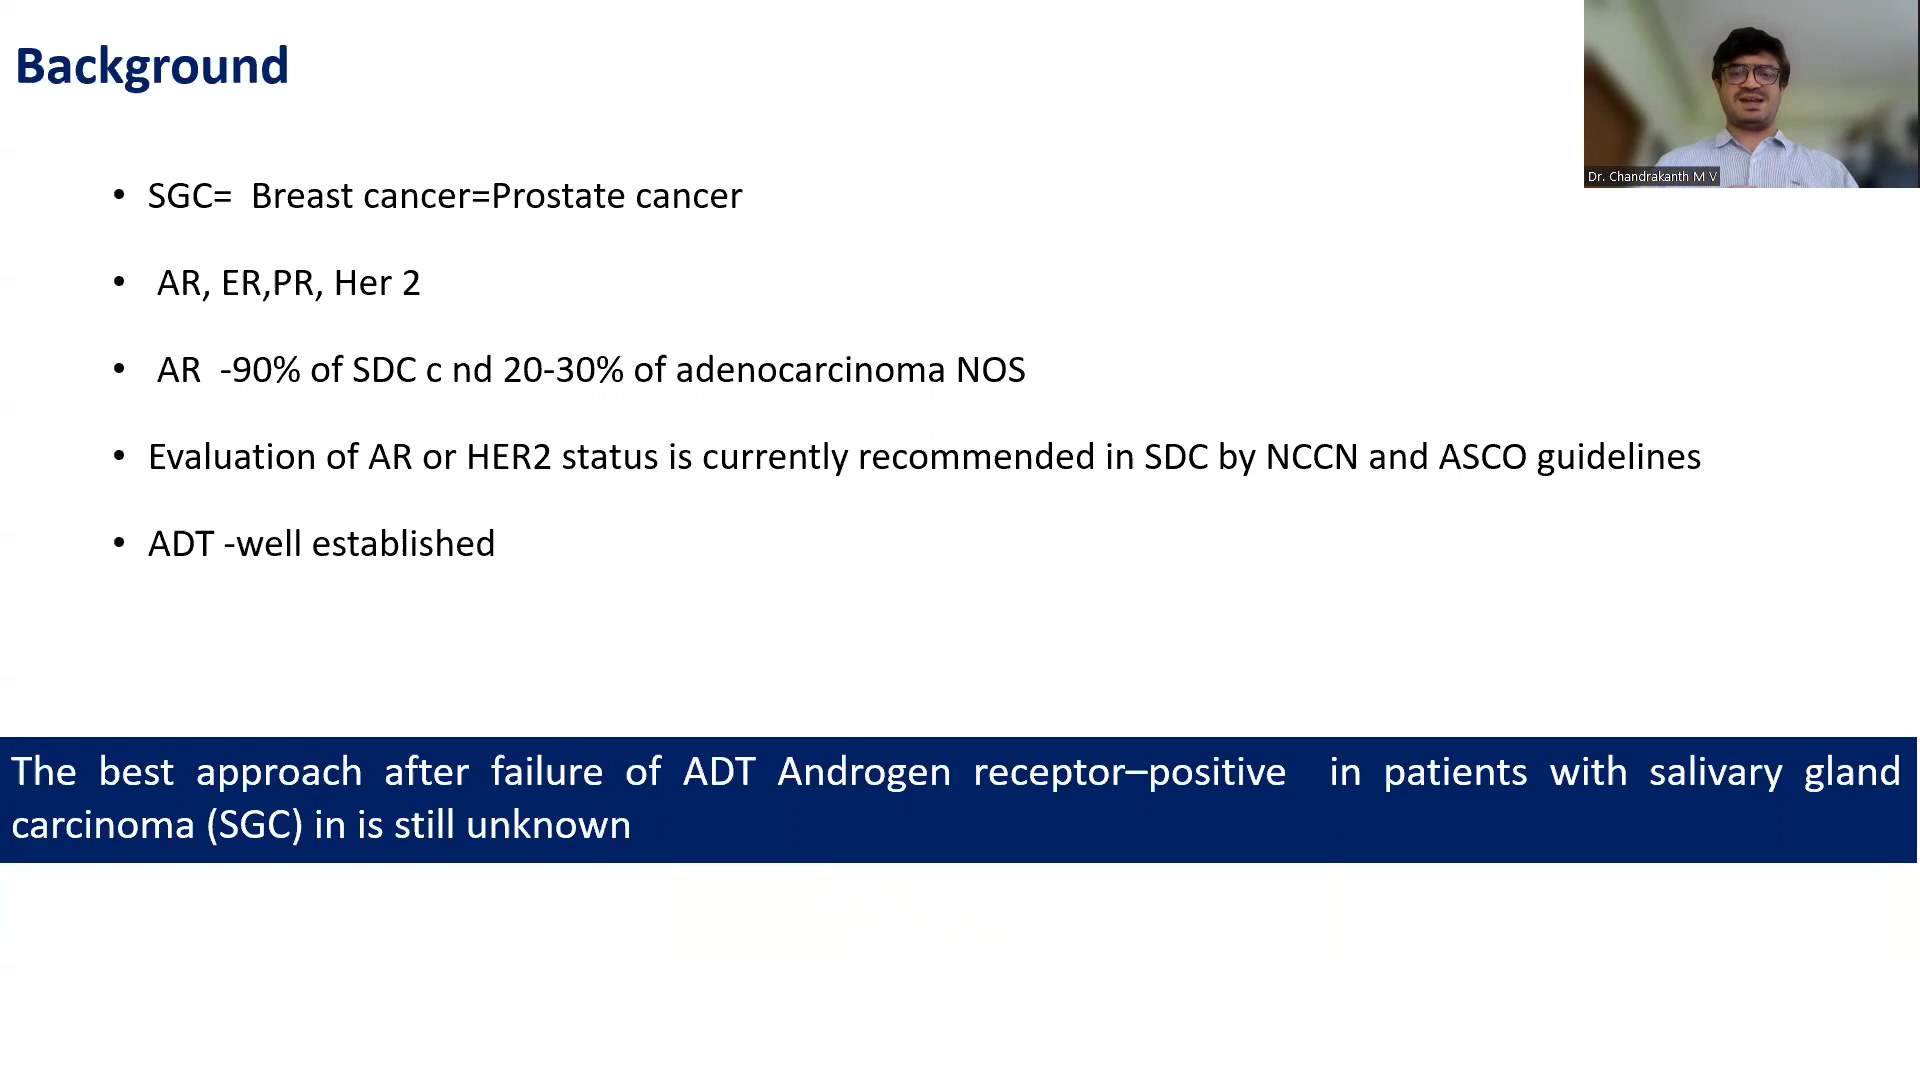 Background
Dr. Chandrakanth M V
• SGC= Breast cancer=Prostate cancer
• AR, ER,PR, Her 2
• AR -90% of SDC c nd 20-30% of adenocarcinoma NOS
• Evaluation of AR or HER2 status is currently recommended in SDC by NCCN and ASCO guidelines
• ADT -well established
The best approach after failure of ADT Androgen receptor–positive in patients with salivary gland
carcinoma (SGC) in is still unknown